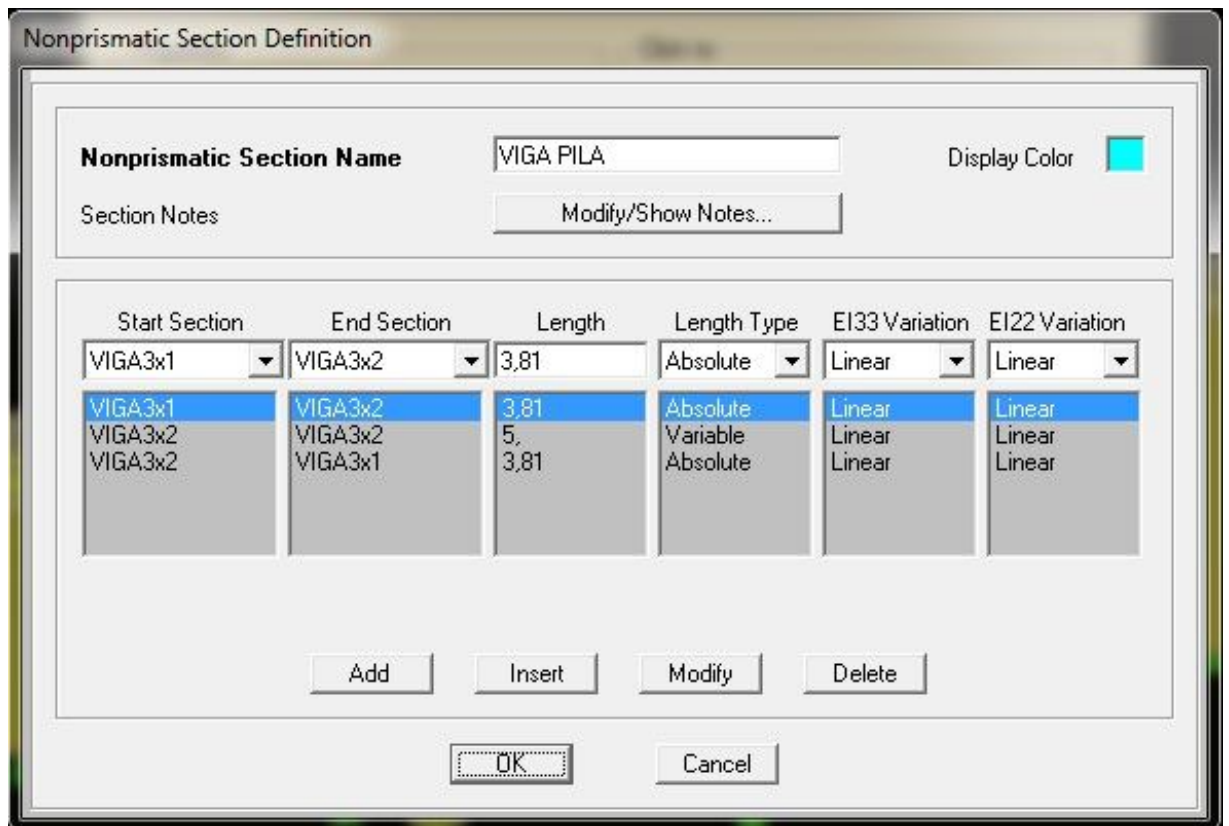 Nonprismatic Section Definition
Nonprismatic Section Name VIGA PILA Display Color
Section Notes Modify/Show Notes...
Start Section End Section Length Length Type EI33 Variation EI22 Variation
VIGA3x1 VIGA3x2 3,81 Absolute Linear Linear
VIGA3x1 VIGA3x2 3,81 Absolute Linear Linear
VIGA3x2 VIGA3x2 5, Variable Linear Linear
VIGA3x2 VIGA3x1 3,81 Absolute Linear Linear
Add Insert Modify Delete
OK Cancel